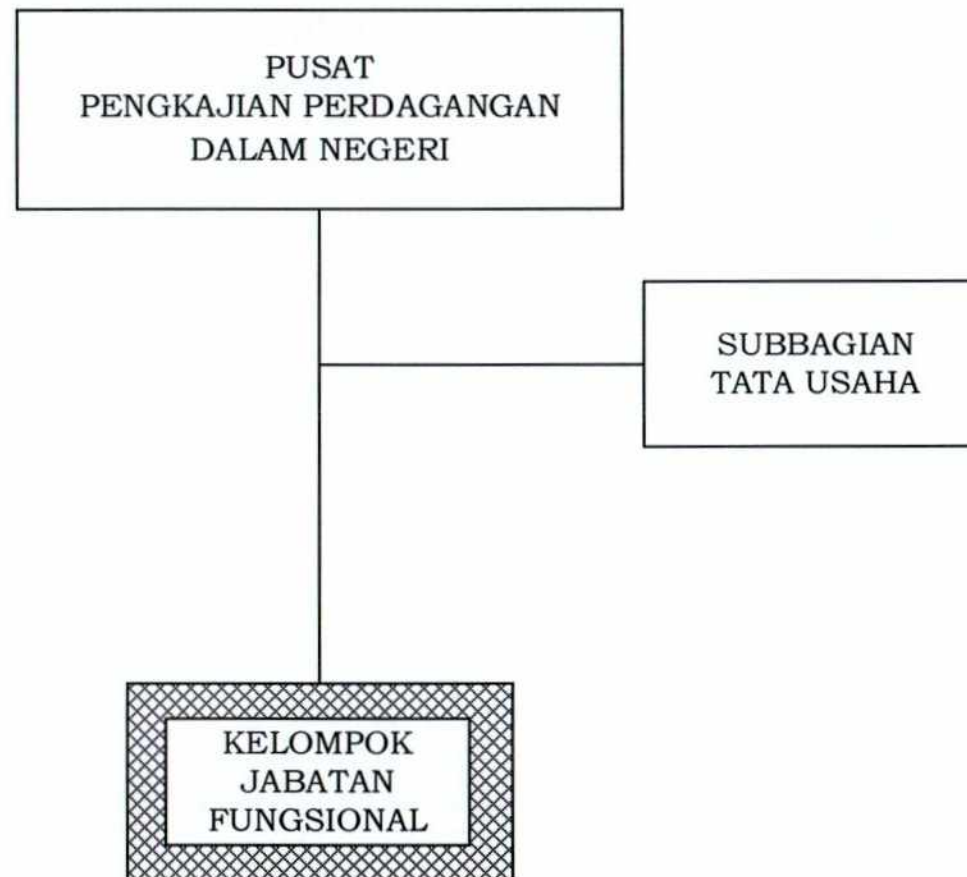 PUSAT
PENGKAJIAN PERDAGANGAN
DALAM NEGERI
SUBBAGIAN
TATA USAHA
KELOMPOK
JABATAN
FUNGSIONAL